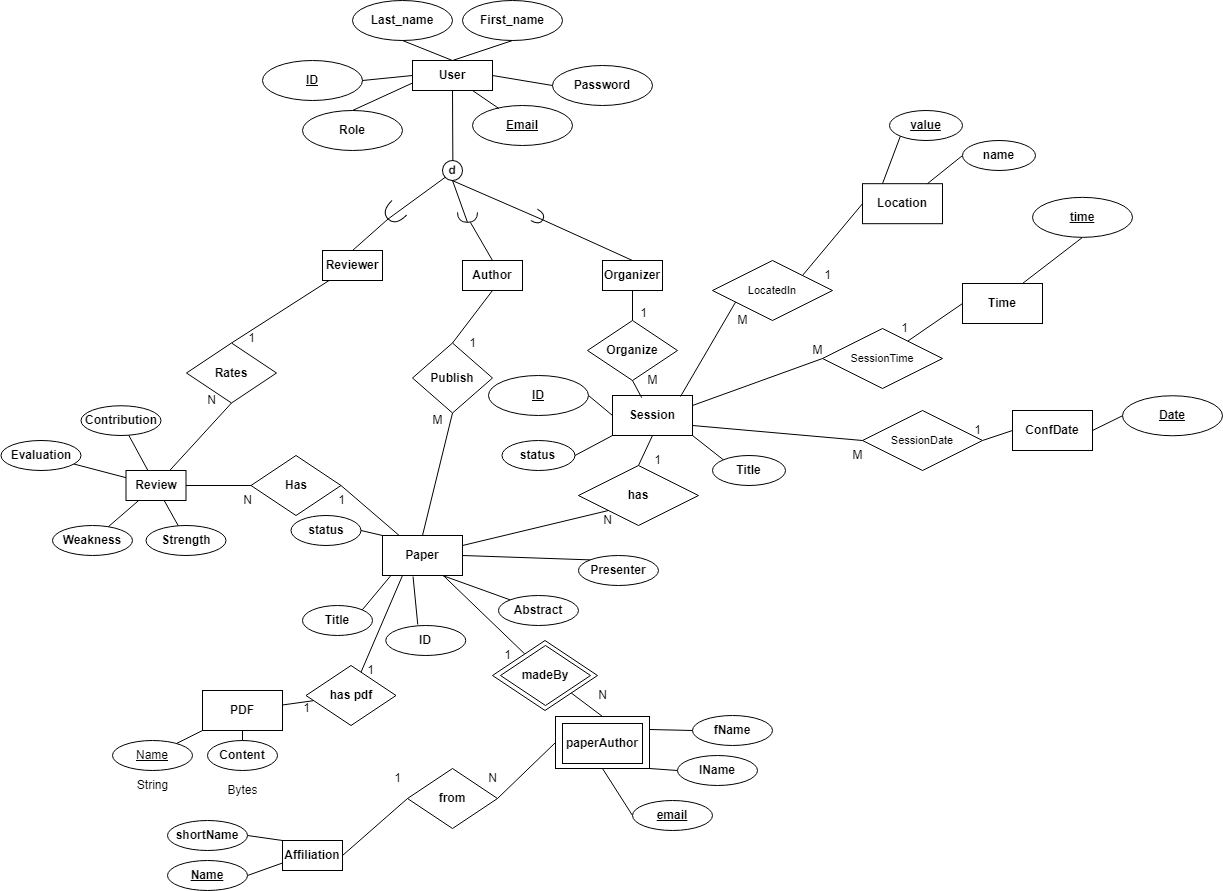 Last_name
First_name
ID
User
Password
Role
Email
d
value
name
Location
time
Reviewer
Author
Organizer
LocatedIn
1
M
Time
1
Organize
M
1
SessionTime
M
1
Rates
N
1
Publish
M
ID
Session
status
Title
Date
ConfDate
1
SessionDate
M
Contribution
Evaluation
Review
Weakness
Strength
Has
N
1
1
has
N
status
Paper
Presenter
Title
ID
Abstract
1
madeBy
N
1
has pdf
1
PDF
Name
Content
String
Bytes
paperAuthor
fName
lName
email
1
N
from
shortName
Affiliation
Name